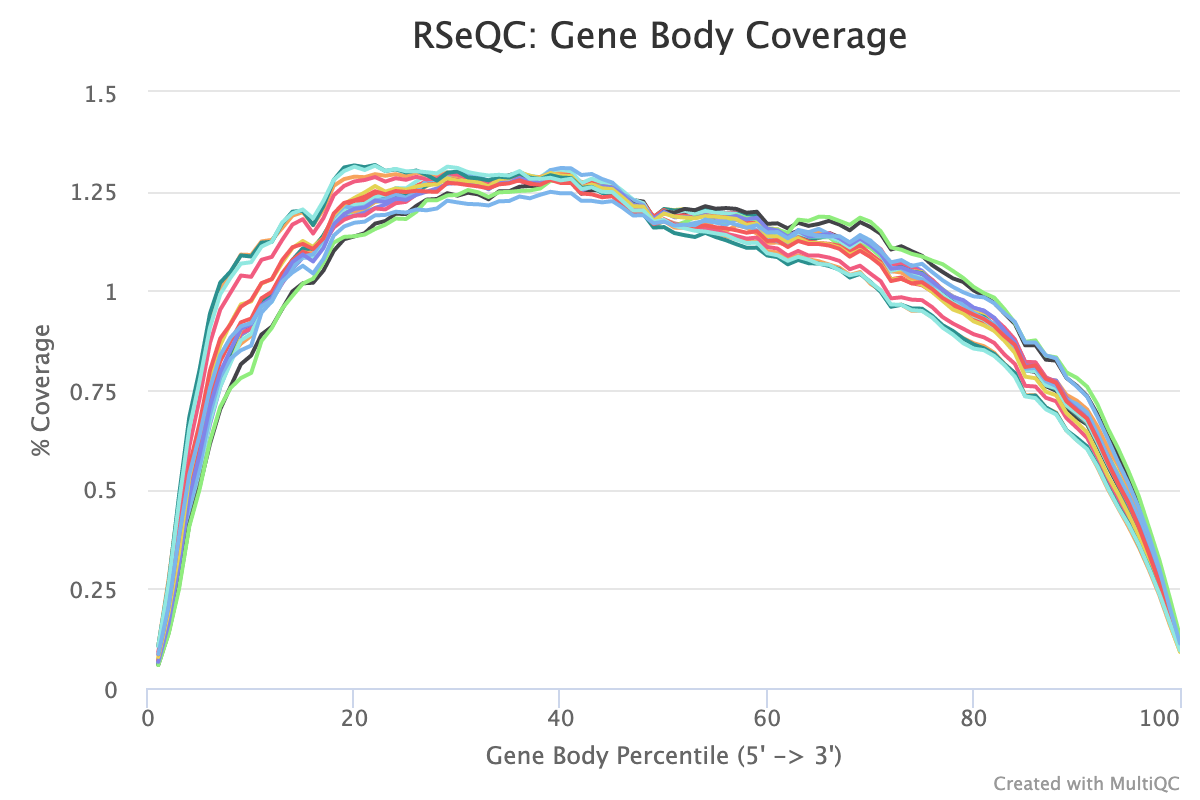 RSeQC: Gene Body Coverage
% Coverage
1.5
1.25
1
0.75
0.5
0.25
0
0 20 40 60 80 100
Gene Body Percentile (5' -> 3')
Created with MultiQC